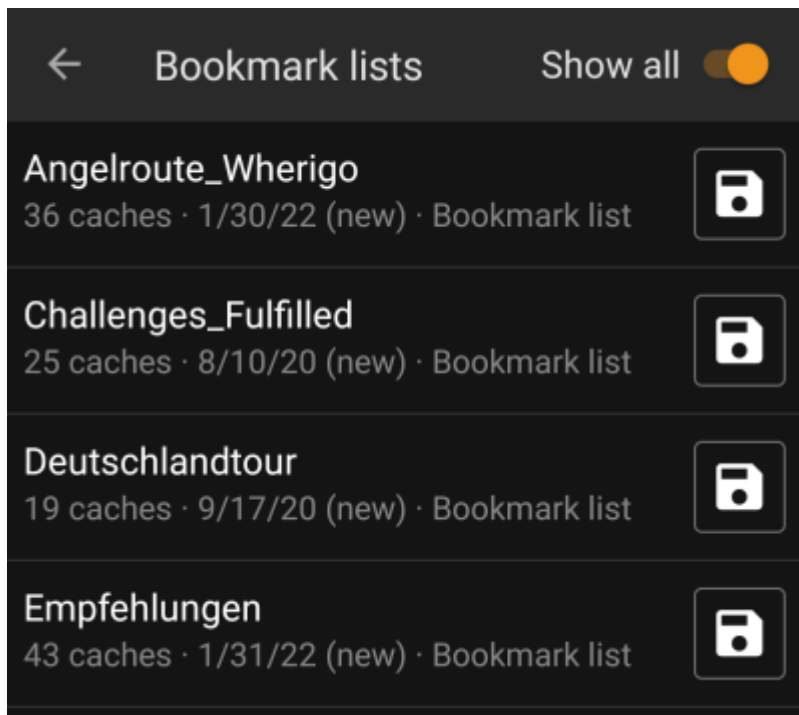 Bookmark lists Show all
Angelroute_Wherigo
36 caches · 1/30/22 (new) · Bookmark list
Challenges_Fulfilled
25 caches · 8/10/20 (new) · Bookmark list
Deutschlandtour
19 caches · 9/17/20 (new) · Bookmark list
Empfehlungen
43 caches · 1/31/22 (new) · Bookmark list